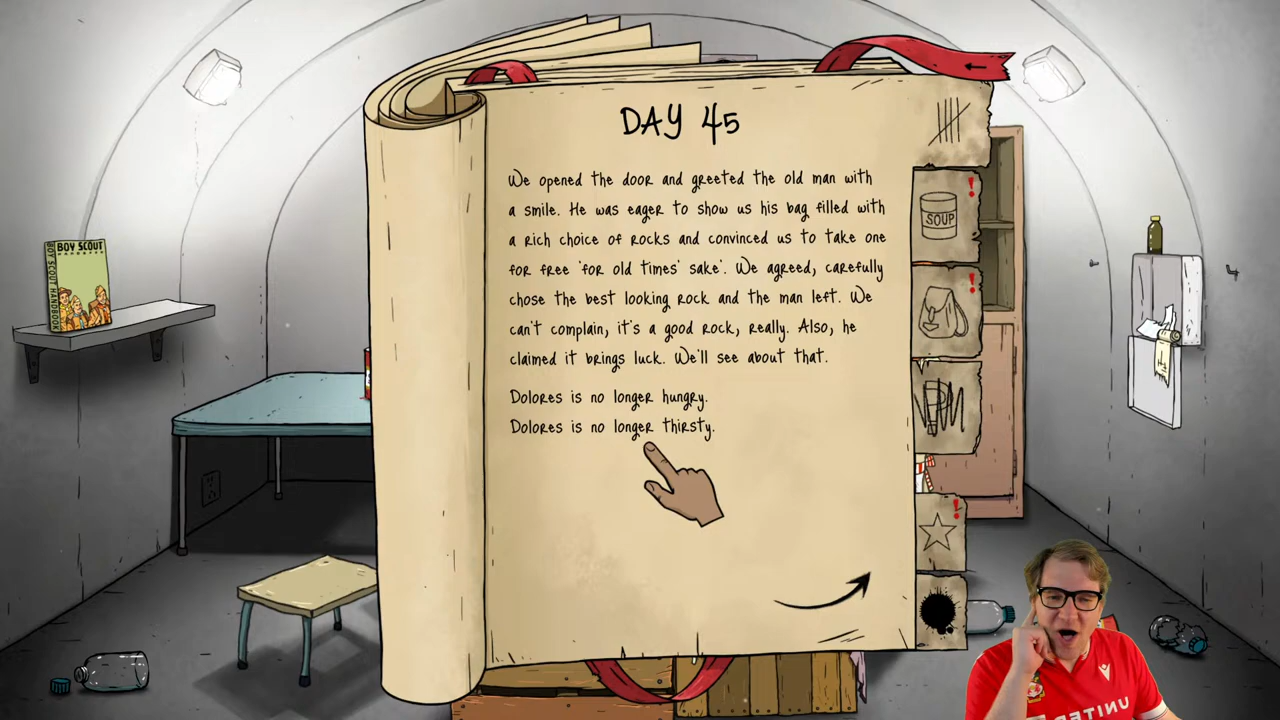 DAY 45
We opened the door and greeted the old man with
a smile. He was eager to show us his bag filled with
a rich choice of rocks and convinced us to take one
for free 'for old times' sake'. We agreed, carefully
chose the best looking rock and the man left. We
can't complain, it's a good rock, really. Also, he
claimed it brings luck. We'll see about that.
Dolores is no longer hungry.
Dolores is no longer thirsty.
BOY SCOUT
BOY SCOUT HANDBOOK
SOUP
!
!
!
UNITED